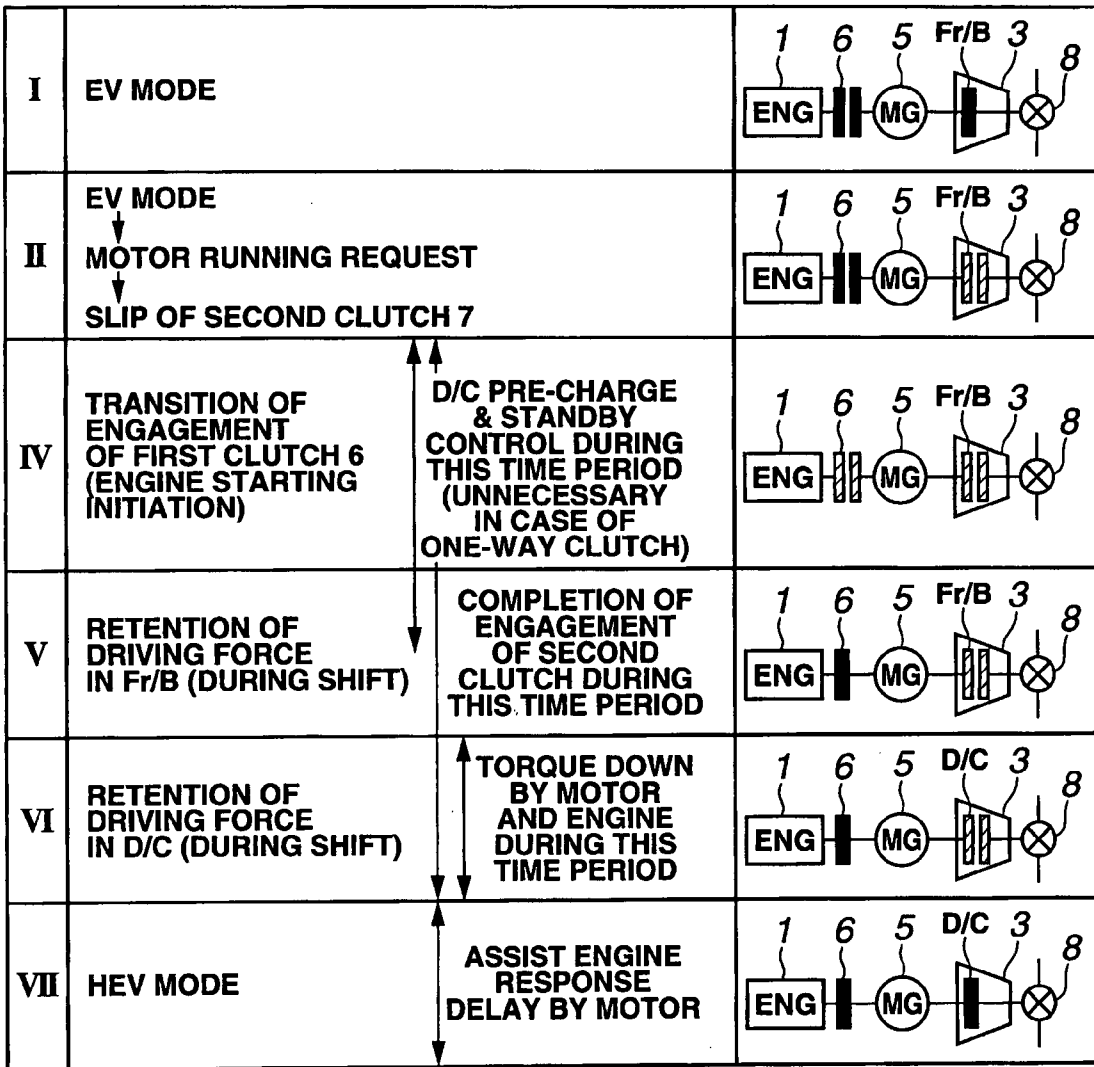 I
EV MODE
1 6 5 Fr/B 3 8
ENG MG
II
EV MODE
MOTOR RUNNING REQUEST
SLIP OF SECOND CLUTCH 7
1 6 5 Fr/B 3 8
ENG MG
IV
TRANSITION OF
ENGAGEMENT
OF FIRST CLUTCH 6
(ENGINE STARTING
INITIATION)
D/C PRE-CHARGE
& STANDBY
CONTROL DURING
THIS TIME PERIOD
(UNNECESSARY
IN CASE OF
ONE-WAY CLUTCH)
1 6 5 Fr/B 3 8
ENG MG
V
RETENTION OF
DRIVING FORCE
IN Fr/B (DURING SHIFT)
COMPLETION OF
ENGAGEMENT
OF SECOND
CLUTCH DURING
THIS TIME PERIOD
1 6 5 Fr/B 3 8
ENG MG
VI
RETENTION OF
DRIVING FORCE
IN D/C (DURING SHIFT)
TORQUE DOWN
BY MOTOR
AND ENGINE
DURING THIS
TIME PERIOD
1 6 5 D/C 3 8
ENG MG
VII
HEV MODE
ASSIST ENGINE
RESPONSE
DELAY BY MOTOR
1 6 5 D/C 3 8
ENG MG